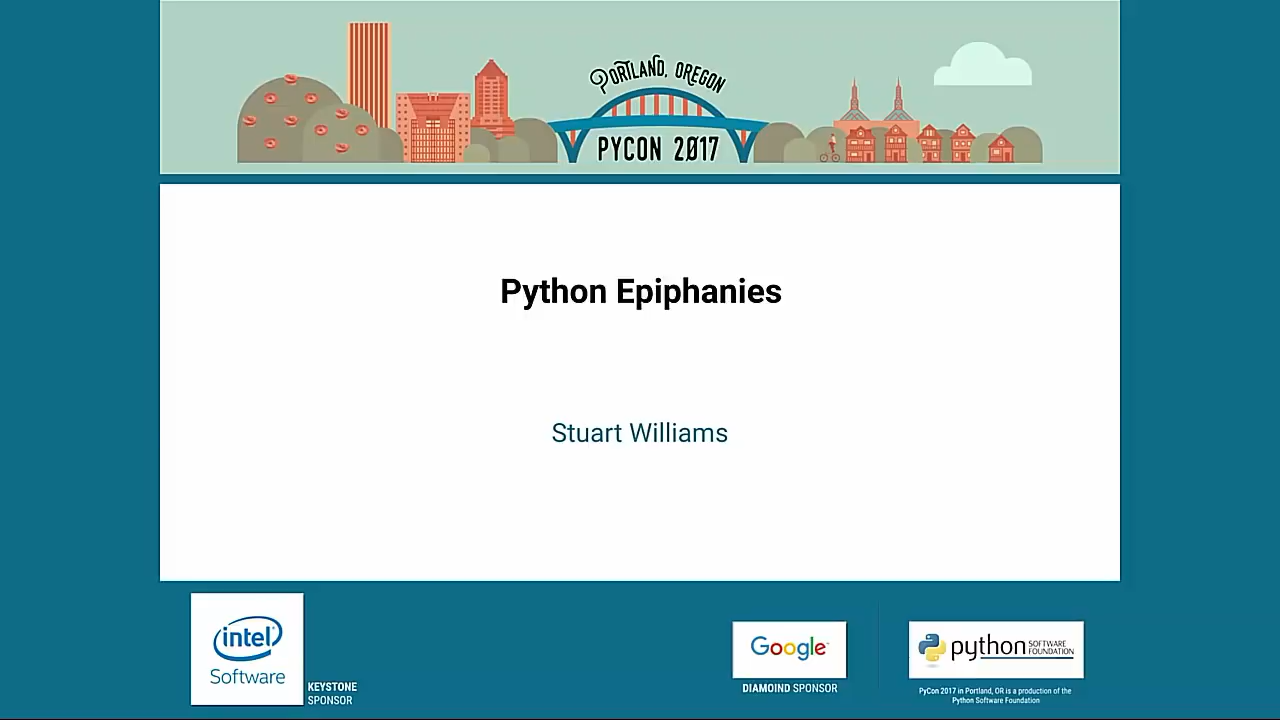 PORTLAND, OREGON
PYCON 2017
Python Epiphanies
Stuart Williams
intel
Software
KEYSTONE
SPONSOR
Google
DIAMOIND SPONSOR
python SOFTWARE
FOUNDATION
PyCon 2017 in Portland, OR is a production of the
Python Software Foundation